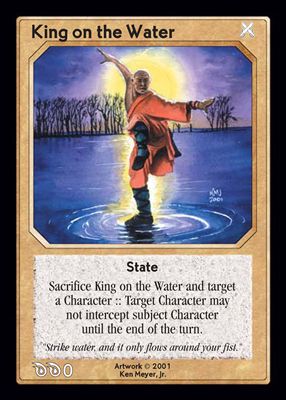 King on the Water
KMJ
2001
State
Sacrifice King on the Water and target
a Character :: Target Character may
not intercept subject Character
until the end of the turn.
"Strike water, and it only flows around your fist."
0
Artwork © 2001
Ken Meyer, Jr.